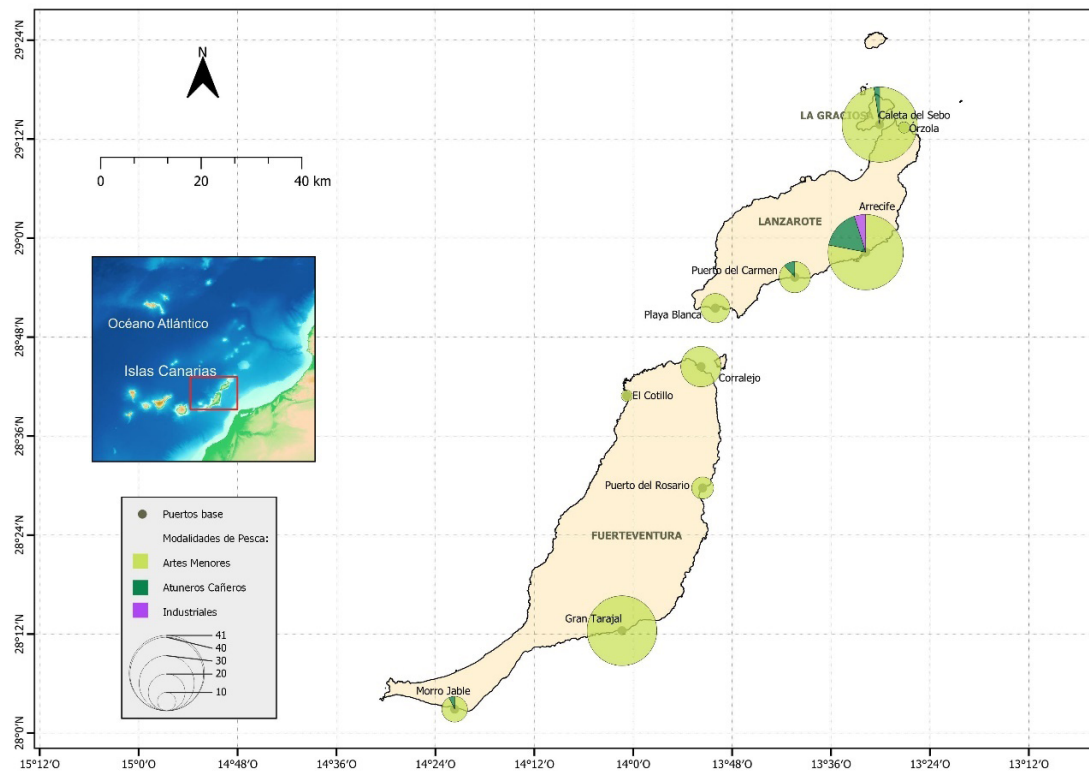 N
0 20 40 km
LA GRACIOSA
Caleta del Sebo
Órzola
Arrecife
LANZAROTE
Puerto del Carmen
Playa Blanca
Corralejo
El Cotillo
Puerto del Rosario
FUERTEVENTURA
Gran Tarajal
Morro Jable
Océano Atlántico
Islas Canarias
Puertos base
Modalidades de Pesca:
Artes Menores
Atuneros Cañeros
Industriales
41
40
30
20
10
29°24'N
29°12'N
29°0'N
28°48'N
28°36'N
28°24'N
28°12'N
28°0'N
15°12'O 15°0'O 14°48'O 14°36'O 14°24'O 14°12'O 14°0'O 13°48'O 13°36'O 13°24'O 13°12'O